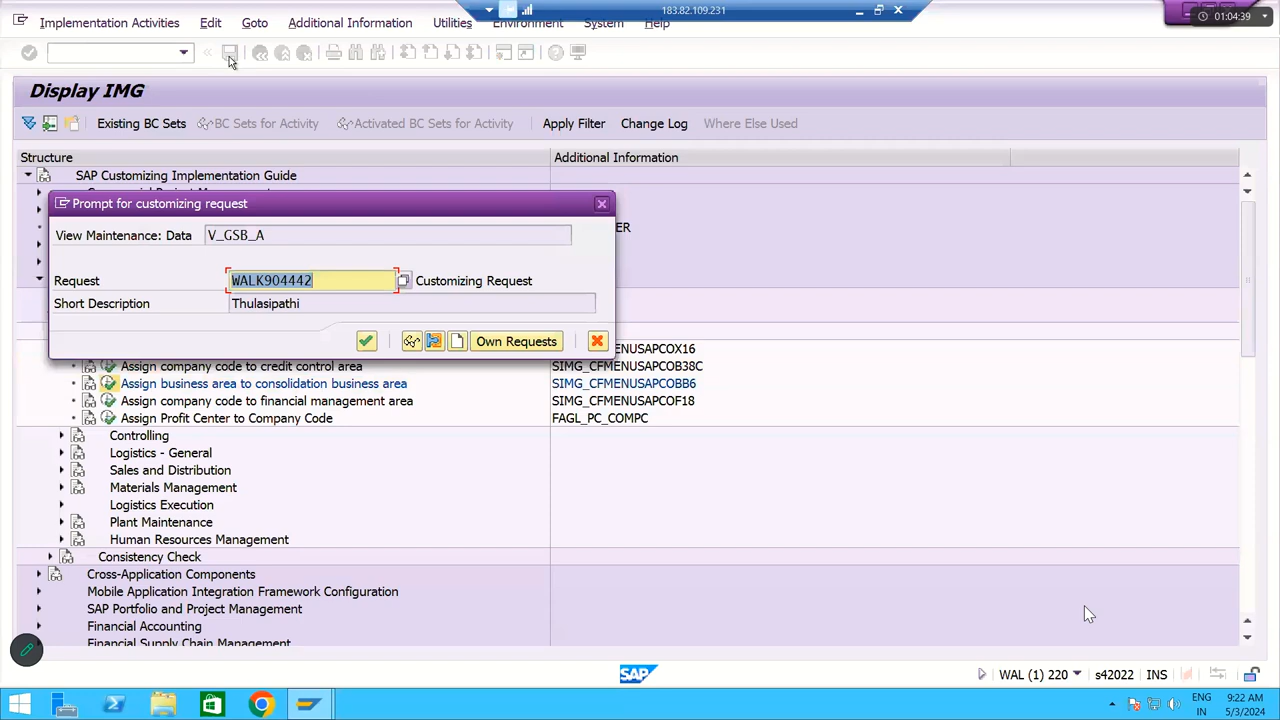 183.82.109.231
01:04:39
Implementation Activities Edit Goto Additional Information Utilities Environment System Help
Display IMG
Existing BC Sets BC Sets for Activity Activated BC Sets for Activity Apply Filter Change Log Where Else Used
Structure Additional Information
SAP Customizing Implementation Guide
Prompt for customizing request
View Maintenance: Data V_GSB_A
ER
Request WALK904442 Customizing Request
Short Description Thulasipathi
Own Requests
MENUSAPCOX16
Assign company code to credit control area SIMG_CFMENUSAPCOB38C
Assign business area to consolidation business area SIMG_CFMENUSAPCOBB6
Assign company code to financial management area SIMG_CFMENUSAPCOF18
Assign Profit Center to Company Code FAGL_PC_COMPC
Controlling
Logistics - General
Sales and Distribution
Materials Management
Logistics Execution
Plant Maintenance
Human Resources Management
Consistency Check
Cross-Application Components
Mobile Application Integration Framework Configuration
SAP Portfolio and Project Management
Financial Accounting
Financial Supply Chain Management
SAP WAL (1) 220 s42022 INS
ENG 9:22 AM
IN 5/3/2024